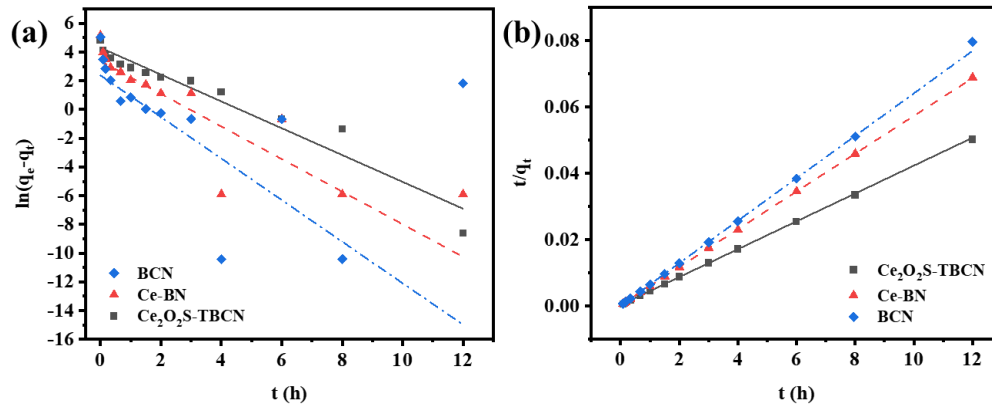 (a)
ln(qₑ-qₜ)
6
4
2
0
-2
-4
-6
-8
-10
-12
-14
-16
BCN
Ce-BN
Ce₂O₂S-TBCN
0 2 4 6 8 10 12
t (h)
(b)
t/qₜ
0.08
0.06
0.04
0.02
0.00
Ce₂O₂S-TBCN
Ce-BN
BCN
0 2 4 6 8 10 12
t (h)